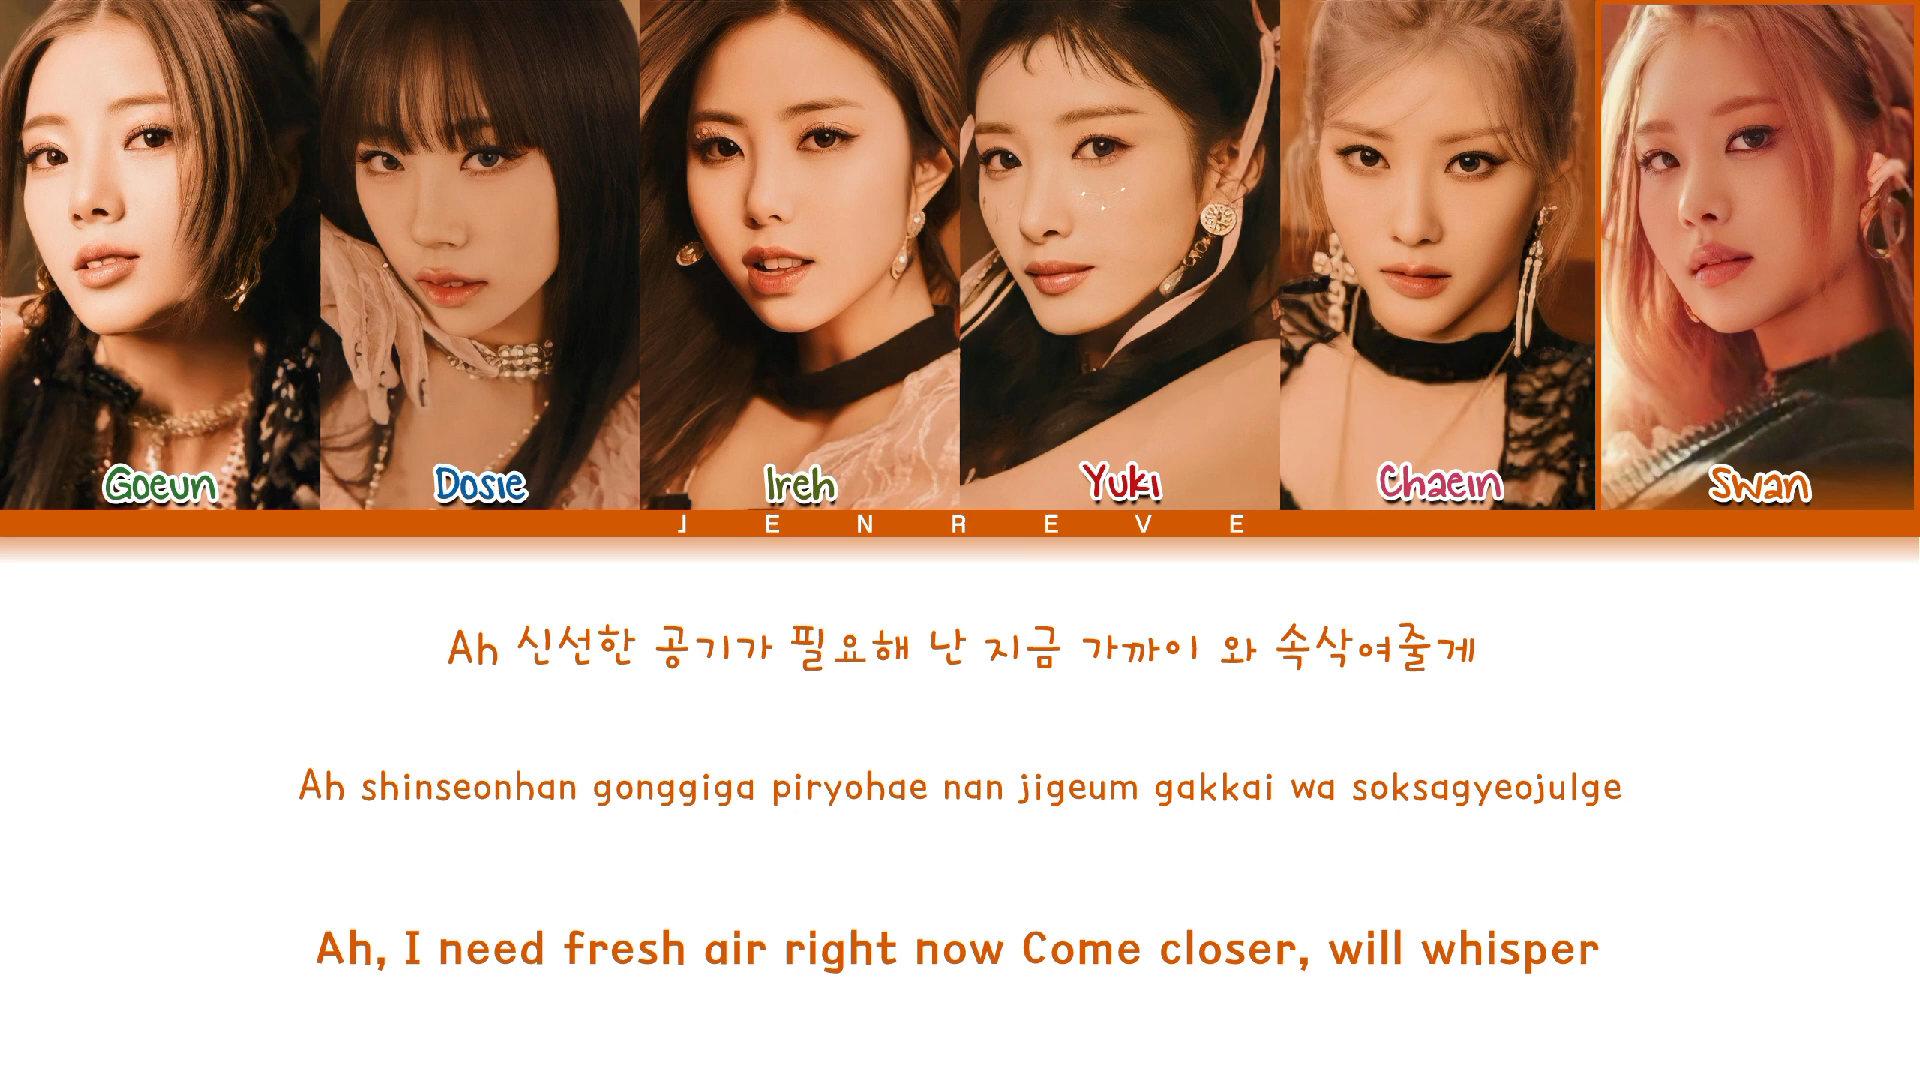 Goeun Dosie Ireh Yuki Chaein Swan
JENREVE
Ah 신선한 공기가 필요해 난 지금 가까이 와 속삭여줄게
Ah shinseonhan gonggiga piryohae nan jigeum gakkai wa soksagyeojulge
Ah, I need fresh air right now Come closer, will whisper